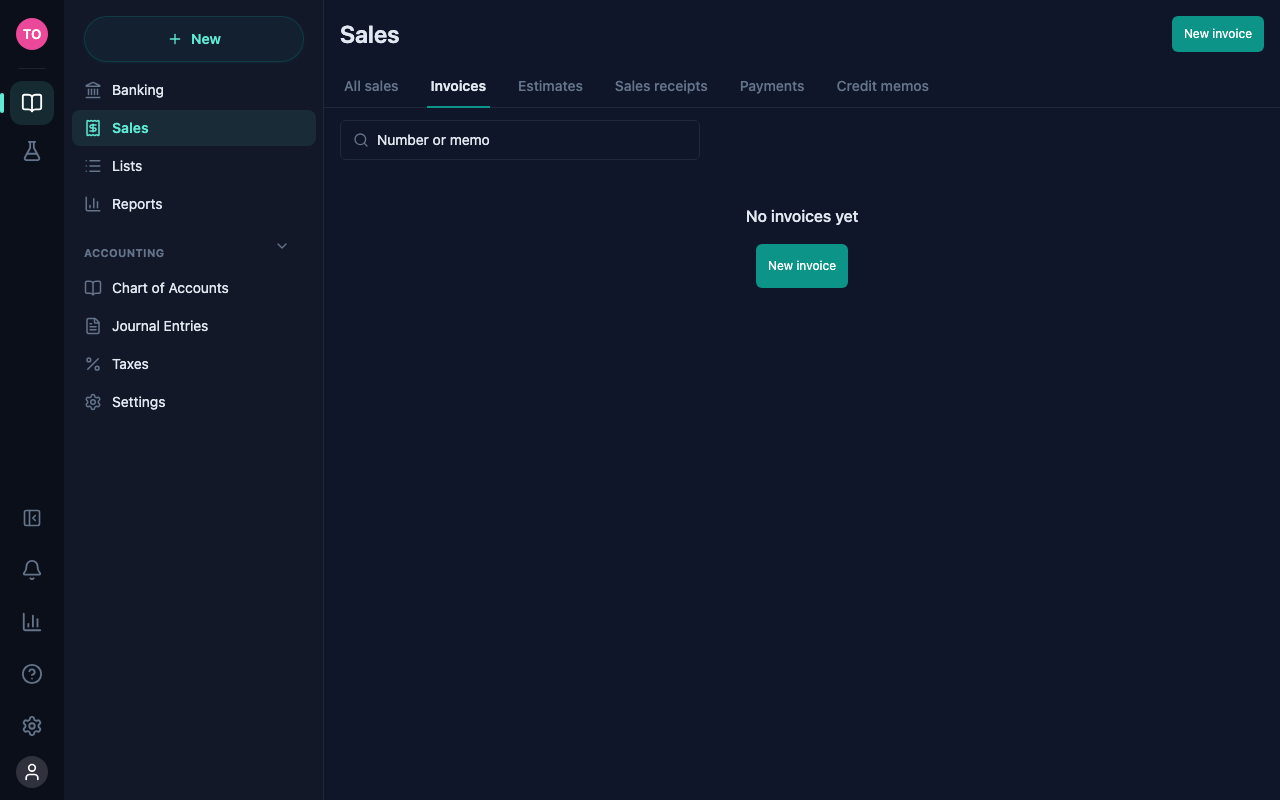 TO
New
Banking
Sales
Lists
Reports
ACCOUNTING
Chart of Accounts
Journal Entries
Taxes
Settings
Sales
New invoice
All sales
Invoices
Estimates
Sales receipts
Payments
Credit memos
Number or memo
No invoices yet
New invoice